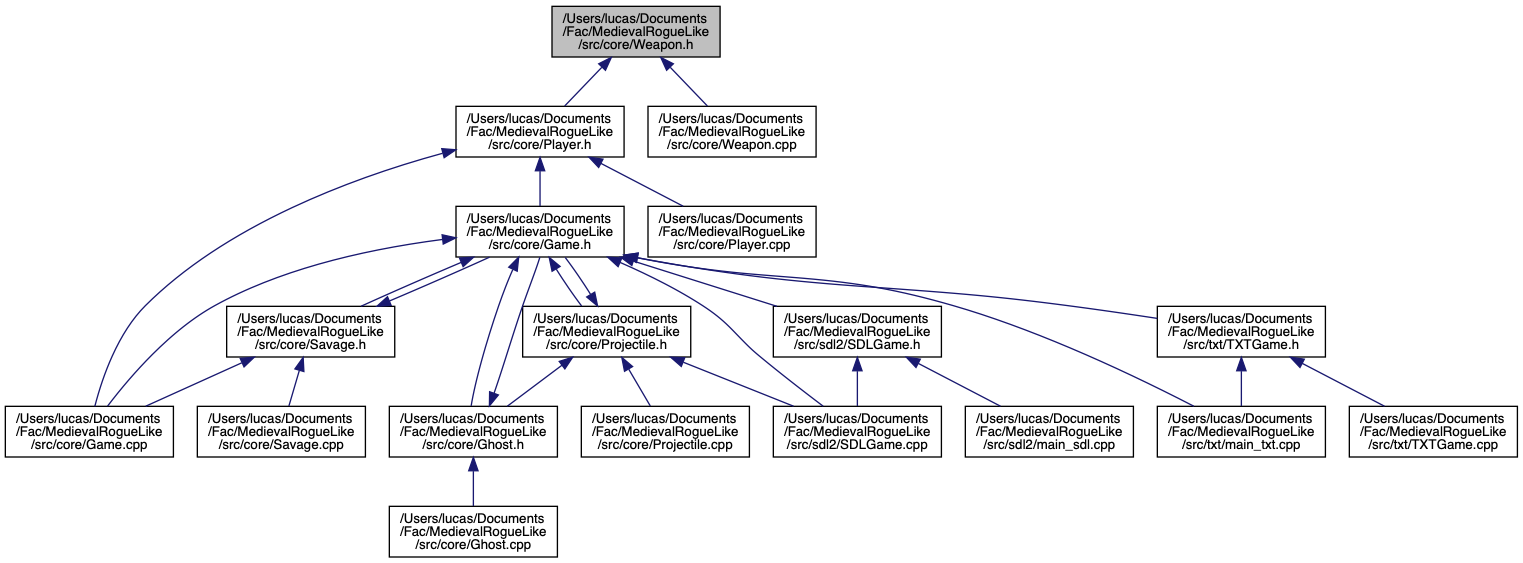 /Users/lucas/Documents
/Fac/MedievalRogueLike
/src/core/Weapon.h
/Users/lucas/Documents
/Fac/MedievalRogueLike
/src/core/Player.h
/Users/lucas/Documents
/Fac/MedievalRogueLike
/src/core/Weapon.cpp
/Users/lucas/Documents
/Fac/MedievalRogueLike
/src/core/Game.h
/Users/lucas/Documents
/Fac/MedievalRogueLike
/src/core/Player.cpp
/Users/lucas/Documents
/Fac/MedievalRogueLike
/src/core/Savage.h
/Users/lucas/Documents
/Fac/MedievalRogueLike
/src/core/Projectile.h
/Users/lucas/Documents
/Fac/MedievalRogueLike
/src/sdl2/SDLGame.h
/Users/lucas/Documents
/Fac/MedievalRogueLike
/src/txt/TXTGame.h
/Users/lucas/Documents
/Fac/MedievalRogueLike
/src/core/Game.cpp
/Users/lucas/Documents
/Fac/MedievalRogueLike
/src/core/Savage.cpp
/Users/lucas/Documents
/Fac/MedievalRogueLike
/src/core/Ghost.h
/Users/lucas/Documents
/Fac/MedievalRogueLike
/src/core/Projectile.cpp
/Users/lucas/Documents
/Fac/MedievalRogueLike
/src/sdl2/SDLGame.cpp
/Users/lucas/Documents
/Fac/MedievalRogueLike
/src/sdl2/main_sdl.cpp
/Users/lucas/Documents
/Fac/MedievalRogueLike
/src/txt/main_txt.cpp
/Users/lucas/Documents
/Fac/MedievalRogueLike
/src/txt/TXTGame.cpp
/Users/lucas/Documents
/Fac/MedievalRogueLike
/src/core/Ghost.cpp